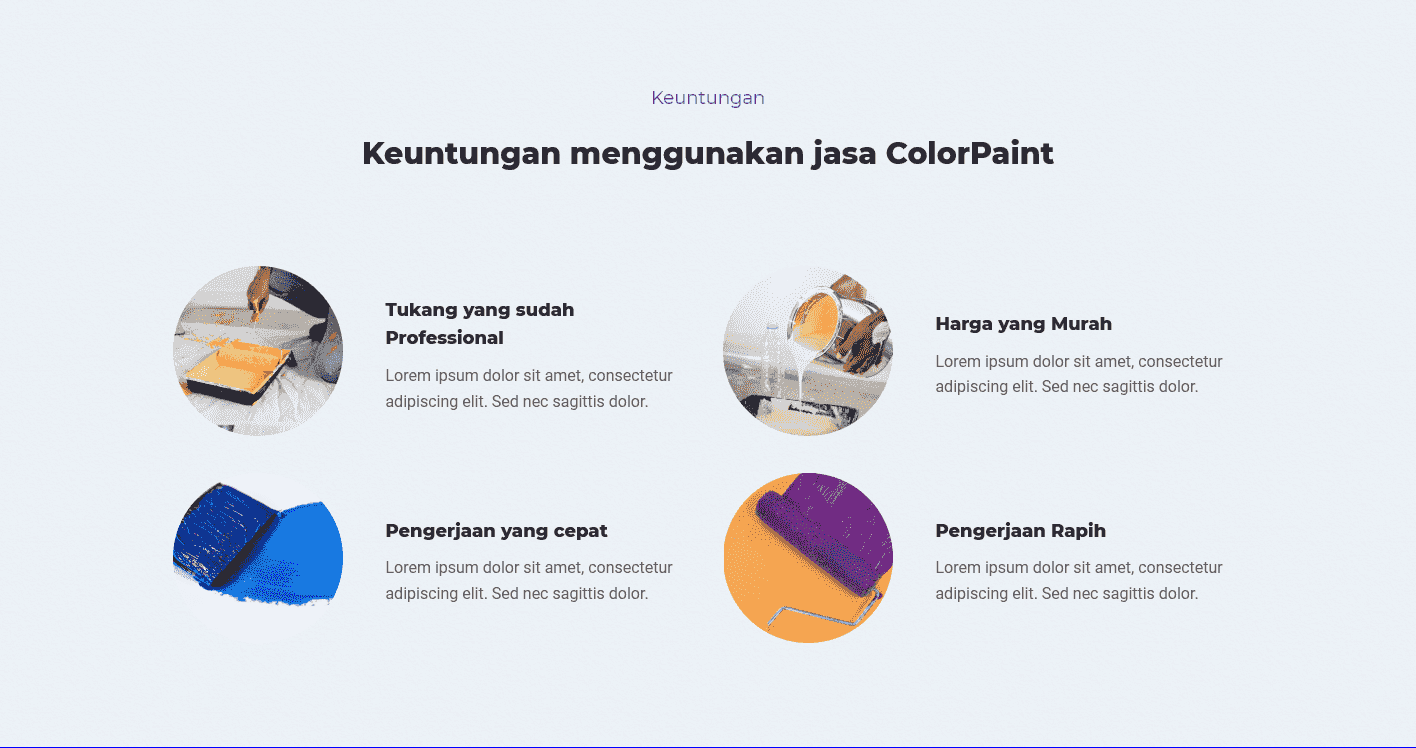 Keuntungan
Keuntungan menggunakan jasa ColorPaint
Tukang yang sudah
Professional
Lorem ipsum dolor sit amet, consectetur
adipiscing elit. Sed nec sagittis dolor.
Harga yang Murah
Lorem ipsum dolor sit amet, consectetur
adipiscing elit. Sed nec sagittis dolor.
Pengerjaan yang cepat
Lorem ipsum dolor sit amet, consectetur
adipiscing elit. Sed nec sagittis dolor.
Pengerjaan Rapih
Lorem ipsum dolor sit amet, consectetur
adipiscing elit. Sed nec sagittis dolor.